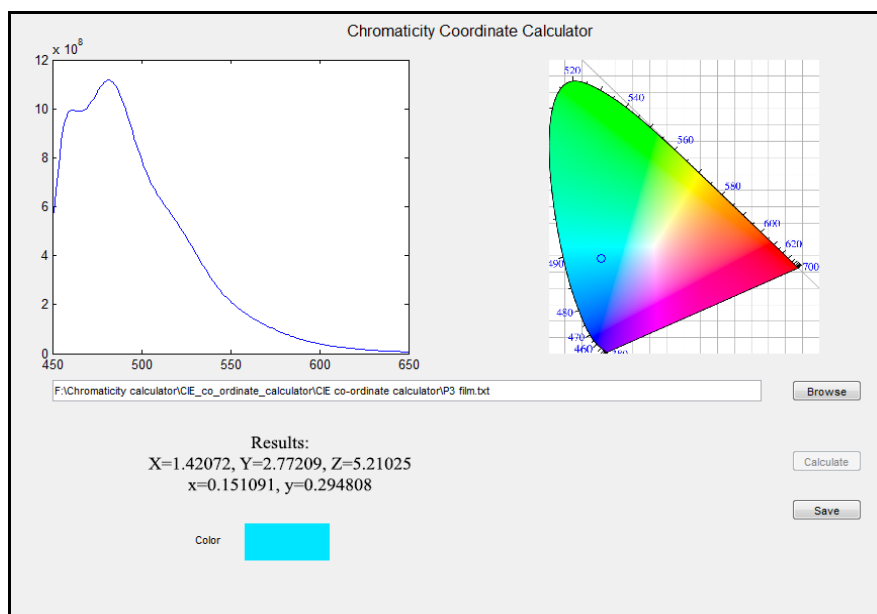 Chromaticity Coordinate Calculator
x 10^8
12
10
8
6
4
2
0
450
500
550
600
650
520
540
560
580
600
620
700
490
480
470
460
380
F:\Chromaticity calculator\CIE_co_ordinate_calculator\CIE co-ordinate calculator\P3 film.txt
Browse
Results:
X=1.42072, Y=2.77209, Z=5.21025
x=0.151091, y=0.294808
Calculate
Save
Color